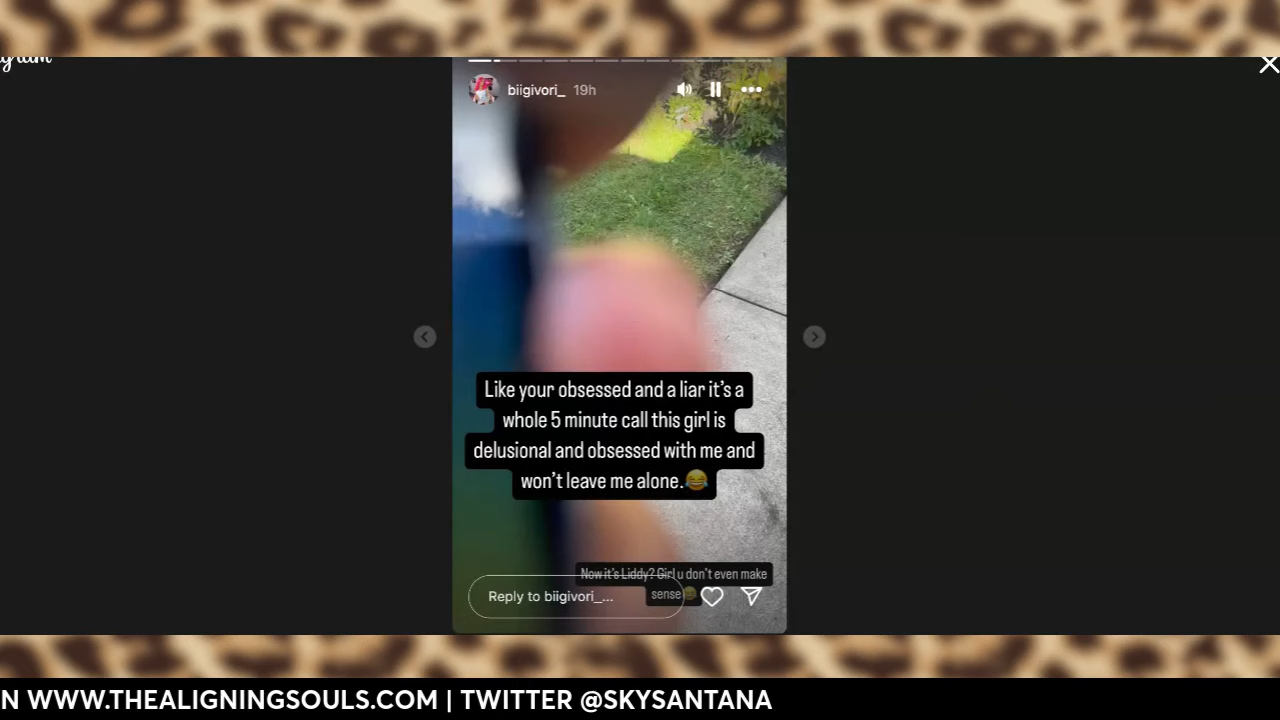 biigivori_ 19h
Like your obsessed and a liar it's a
whole 5 minute call this girl is
delusional and obsessed with me and
won't leave me alone.😂
Now it's Liddy? Girl u don't even make
sense😂
Reply to biigivori_...
N WWW.THEALIGNINGSOULS.COM | TWITTER @SKYSANTANA